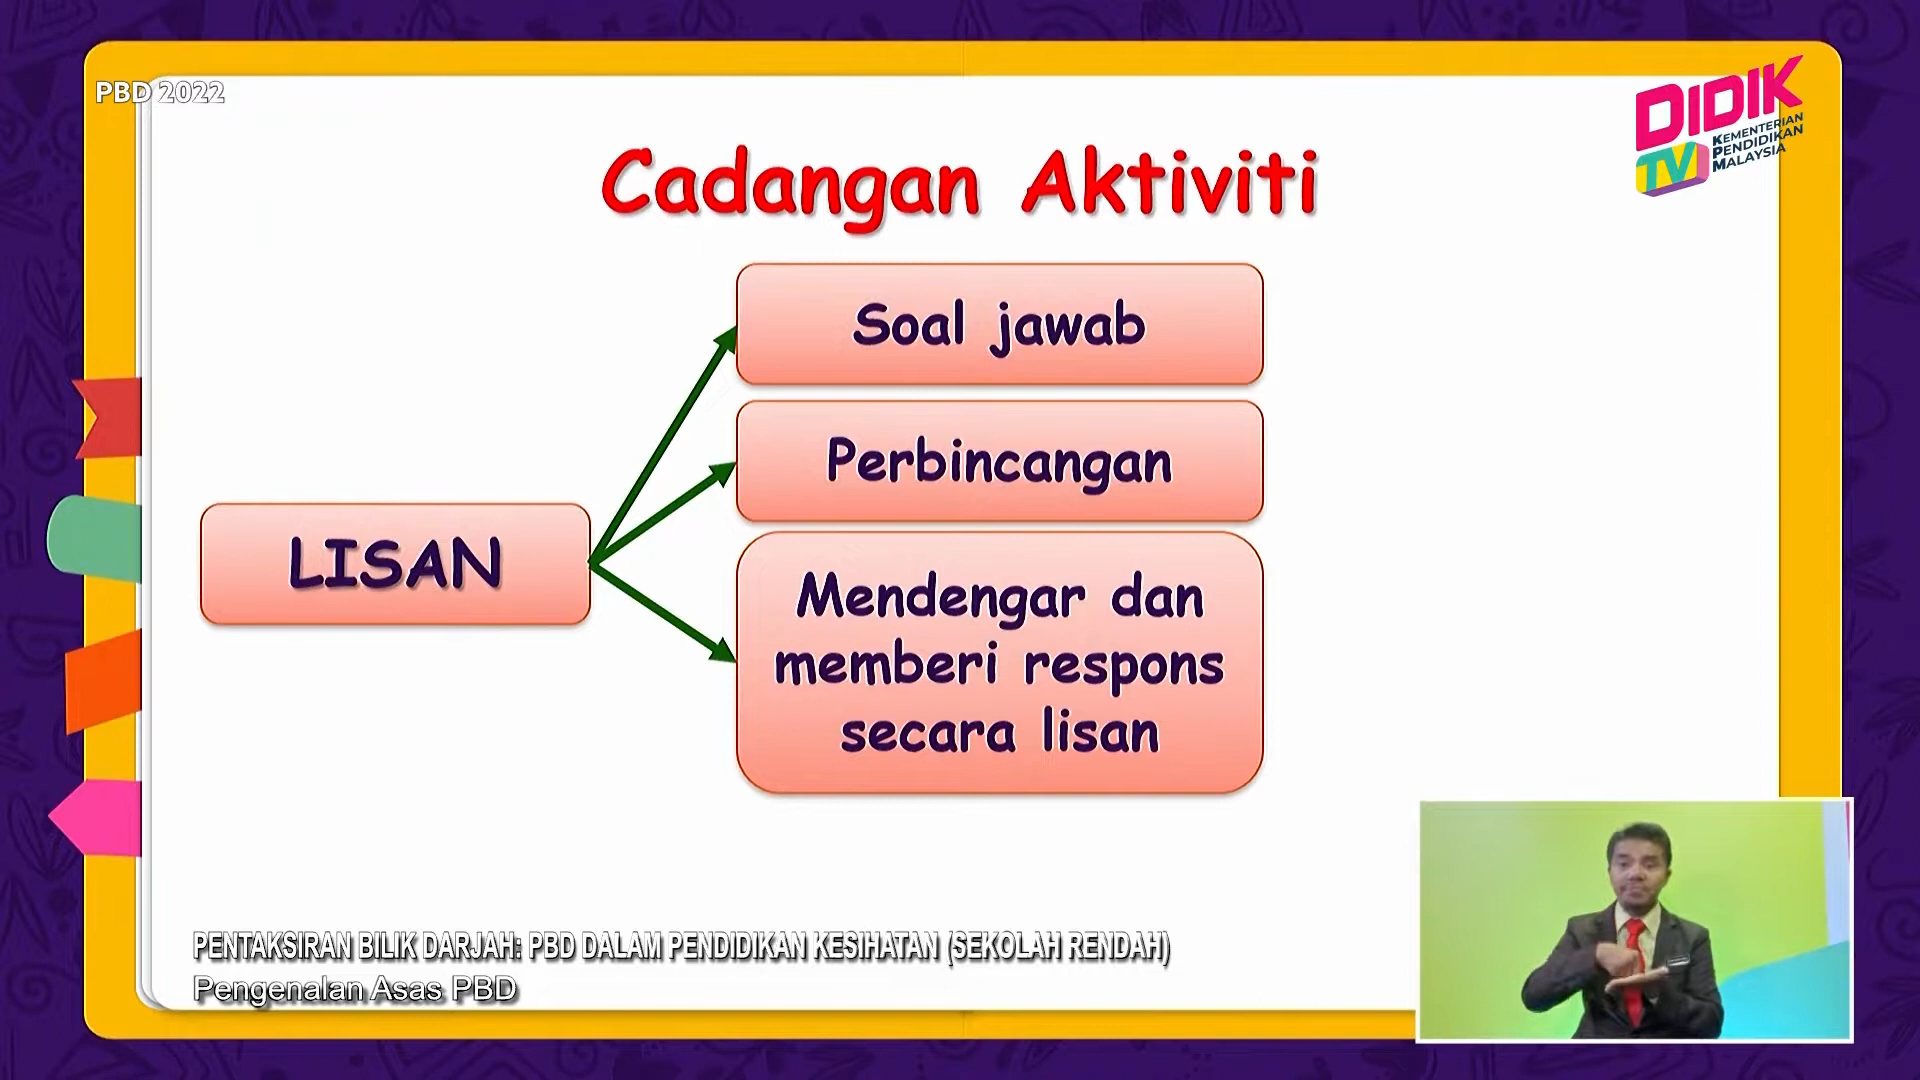 PBD 2022
DIDIK
TV
KEMENTERIAN
PENDIDIKAN
MALAYSIA
Cadangan Aktiviti
Soal jawab
Perbincangan
LISAN
Mendengar dan
memberi respons
secara lisan
PENTAKSIRAN BILIK DARJAH: PBD DALAM PENDIDIKAN KESIHATAN (SEKOLAH RENDAH)
Pengenalan Asas PBD